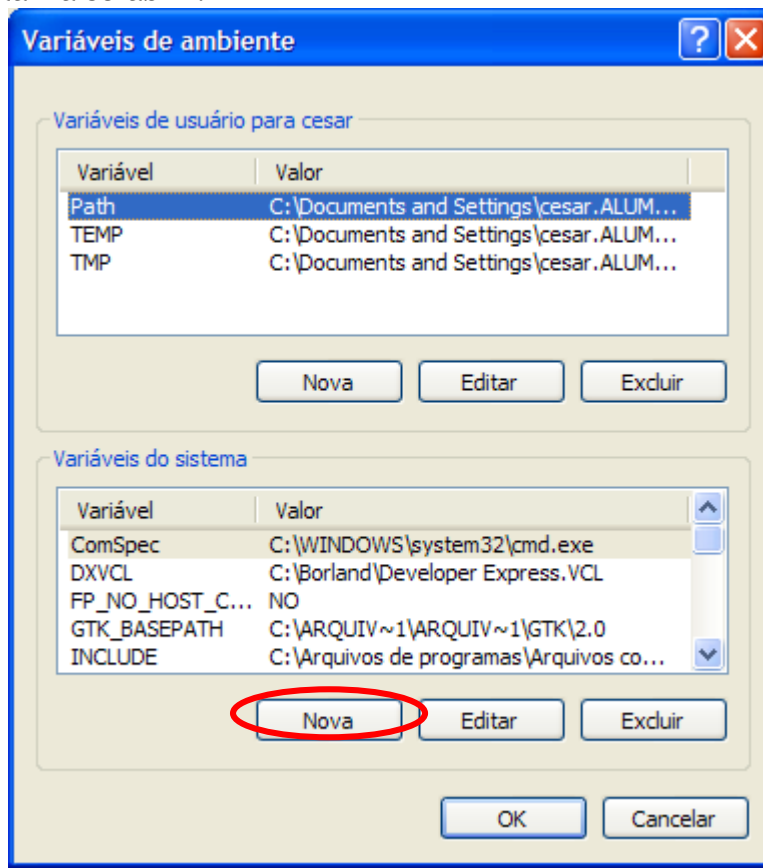 Variáveis de ambiente
Variáveis de usuário para cesar
Variável Valor
Path C:\Documents and Settings\cesar.ALUM...
TEMP C:\Documents and Settings\cesar.ALUM...
TMP C:\Documents and Settings\cesar.ALUM...
Nova Editar Excluir
Variáveis do sistema
Variável Valor
ComSpec C:\WINDOWS\system32\cmd.exe
DXVCL C:\Borland\Developer Express.VCL
FP_NO_HOST_C... NO
GTK_BASEPATH C:\ARQUIV~1\ARQUIV~1\GTK\2.0
INCLUDE C:\Arquivos de programas\Arquivos co...
Nova Editar Excluir
OK Cancelar